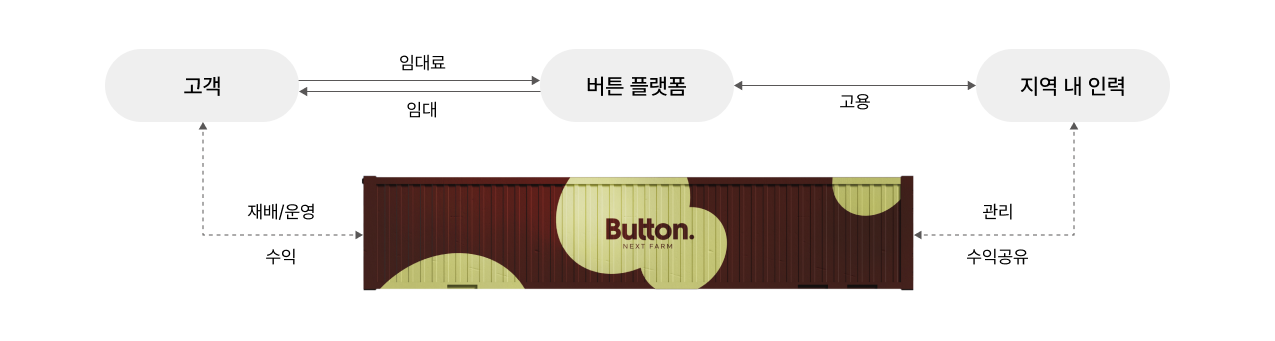 고객
임대료
임대
버튼 플랫폼
고용
지역 내 인력
재배/운영
수익
Button.
NEXT FARM
관리
수익공유